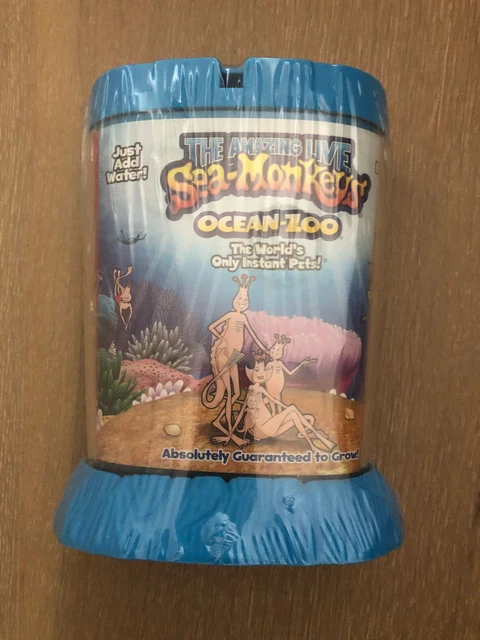 Just
Add
Water!
THE AMAZING LIVE
Sea-Monkeys
OCEAN-ZOO
The World's
Only Instant Pets!
Absolutely Guaranteed to Grow!